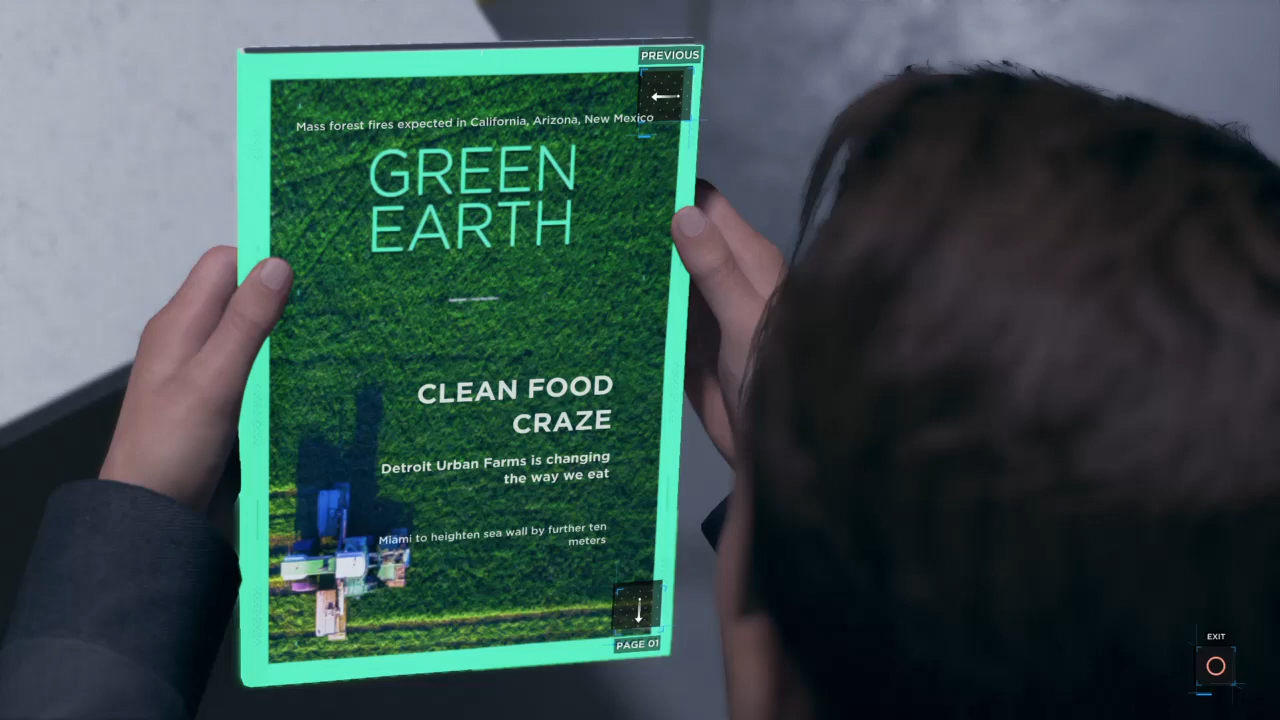 PREVIOUS
Mass forest fires expected in California, Arizona, New Mexico
GREEN
EARTH
CLEAN FOOD
CRAZE
Detroit Urban Farms is changing
the way we eat
Miami to heighten sea wall by further ten
meters
PAGE 01
EXIT